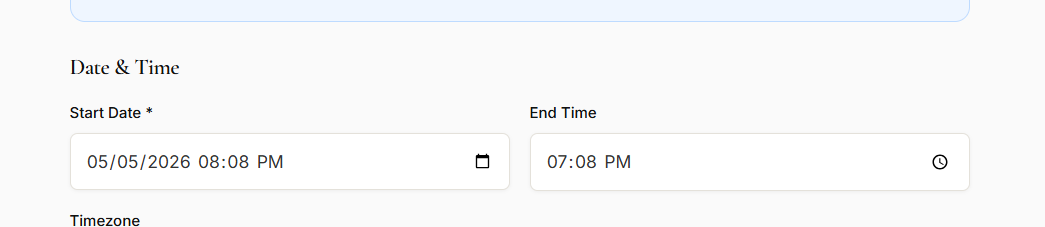 Date & Time
Start Date *
End Time
05/05/2026 08:08 PM
07:08 PM
Timezone